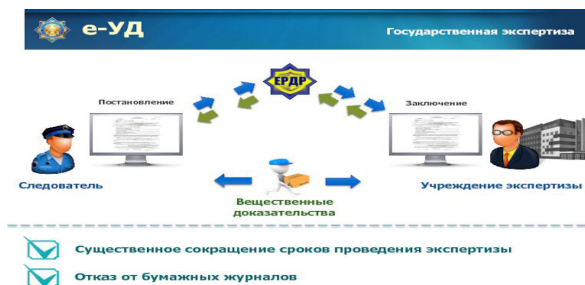 е-УД
Государственная экспертиза
ЕРДР
Постановление
Заключение
Следователь
Учреждение экспертизы
Вещественные
доказательства
Существенное сокращение сроков проведения экспертизы
Отказ от бумажных журналов